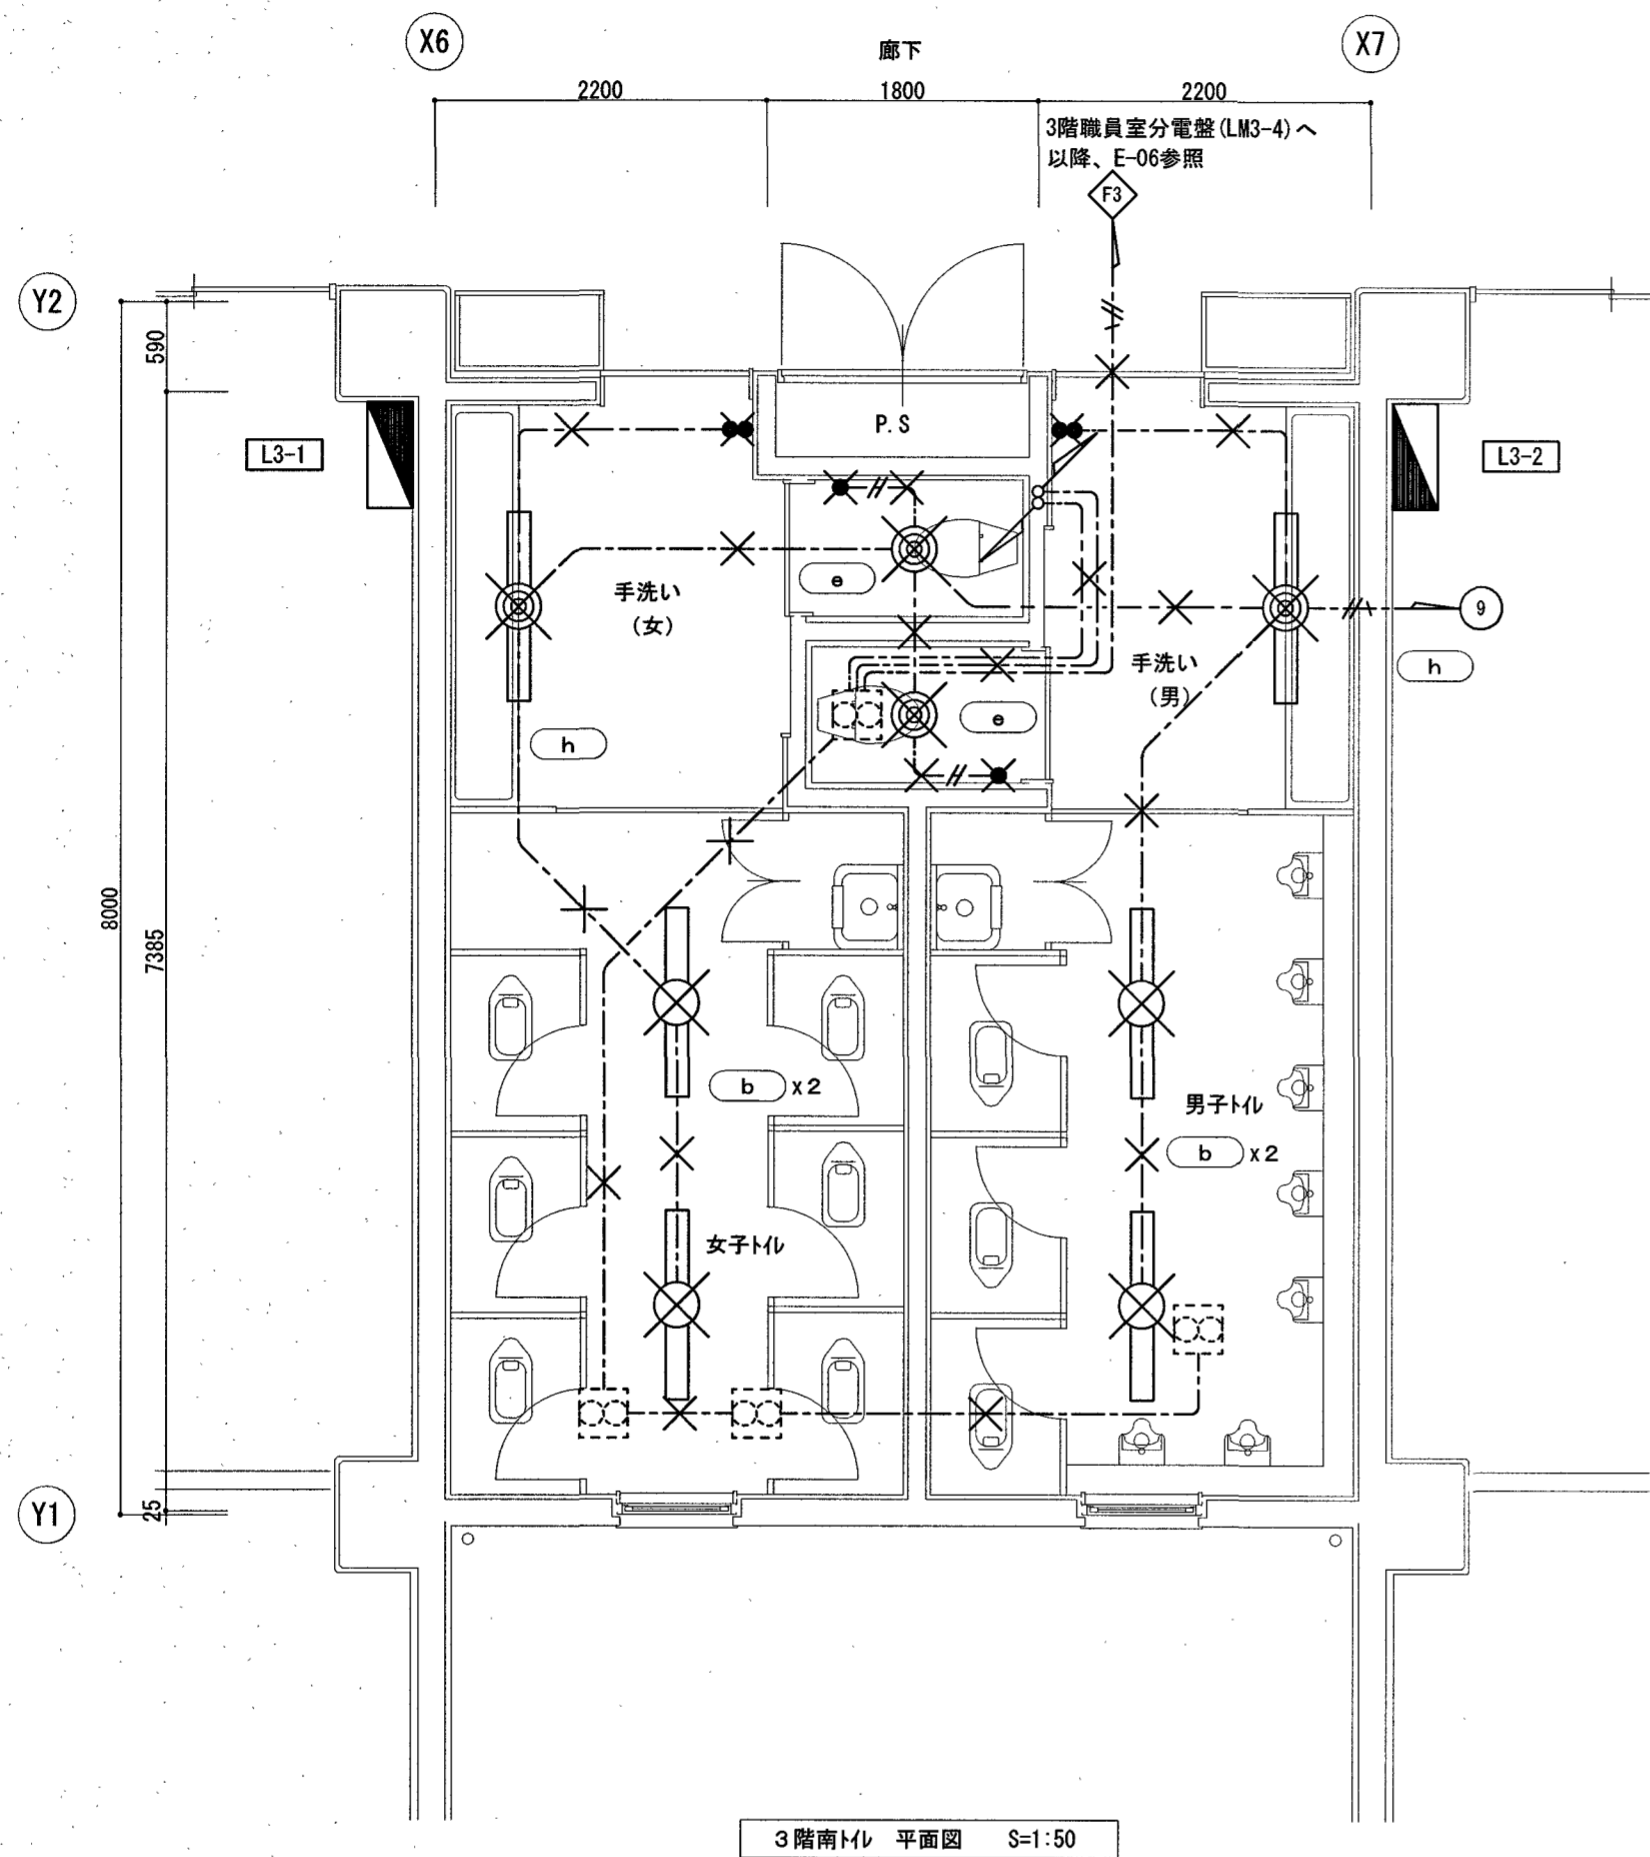 X6
廊下
X7
2200
1800
2200
3階職員室分電盤(LM3-4)へ
以降、E-06参照
F3
Y2
590
P.S
L3-1
L3-2
e
手洗い
(女)
9
手洗い
(男)
h
e
h
8000
7385
b x2
男子トイレ
b x2
女子トイレ
Y1
25
3階南トイレ 平面図 S=1:50